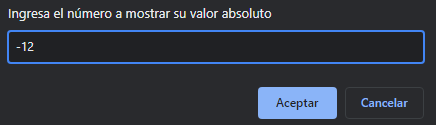 Ingresa el número a mostrar su valor absoluto
-12
Aceptar
Cancelar